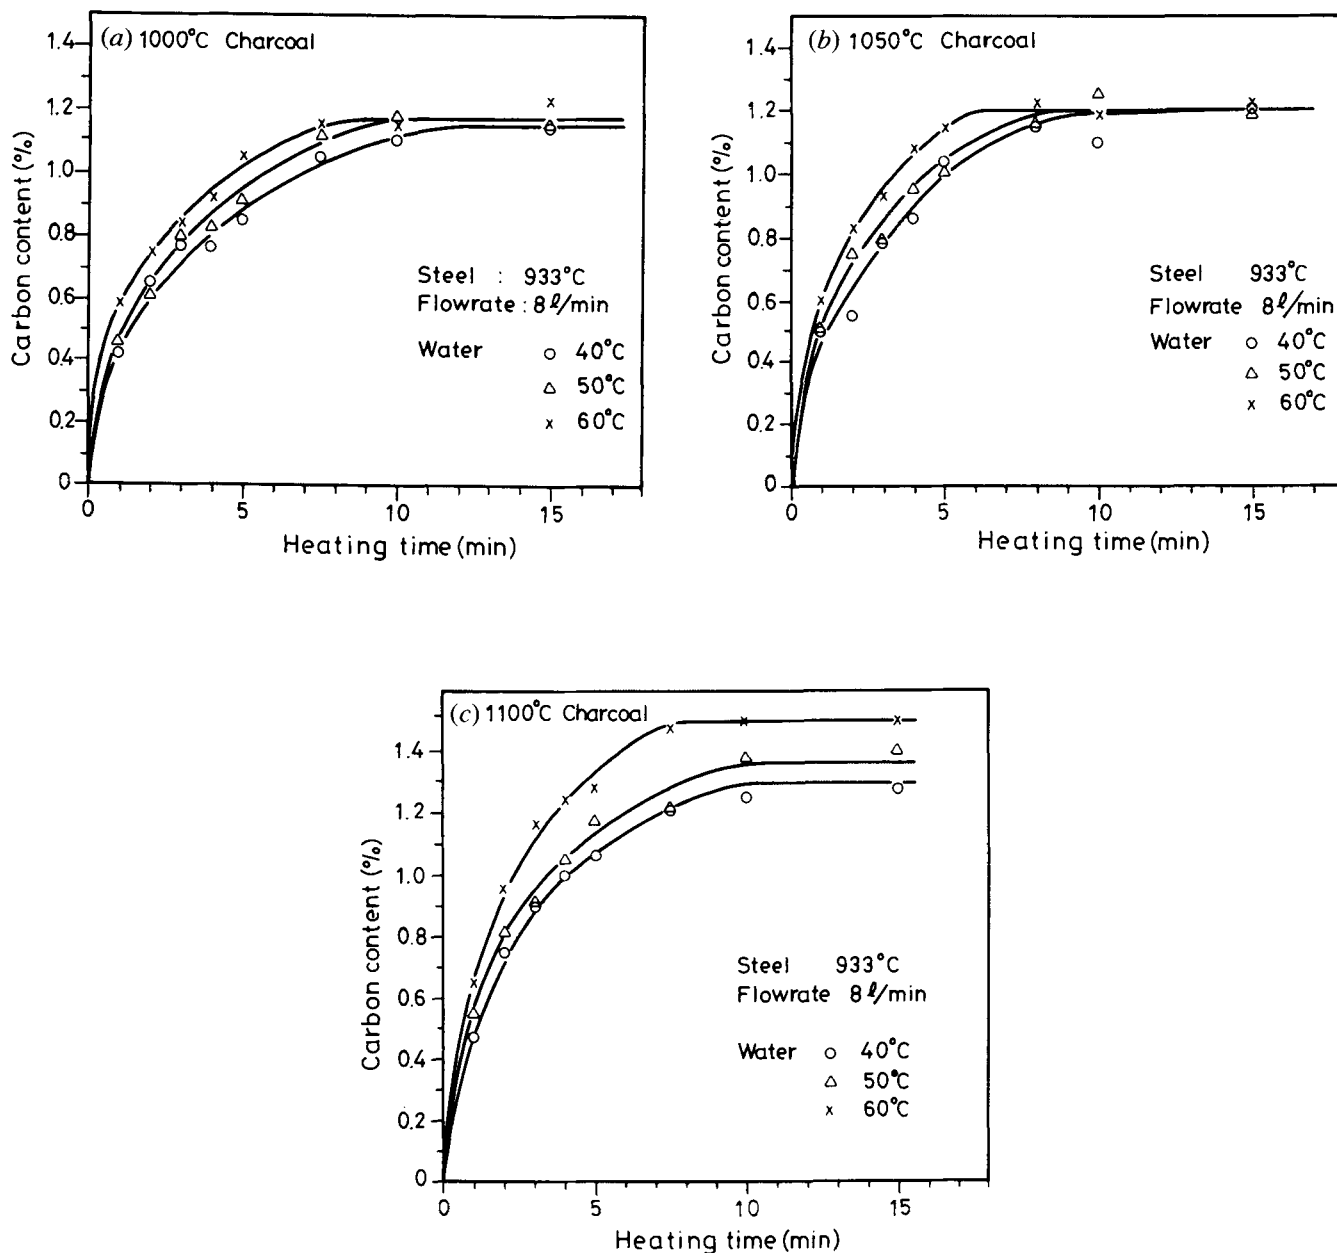 (a) 1000°C Charcoal
1.4
1.2
1.0
0.8
0.6
0.4
0.2
0
Carbon content (%)
Steel : 933°C
Flowrate : 8ℓ/min
Water ○ 40°C
△ 50°C
x 60°C
0 5 10 15
Heating time (min)
(b) 1050°C Charcoal
1.4
1.2
1.0
0.8
0.6
0.4
0.2
0
Carbon content (%)
Steel 933°C
Flowrate 8ℓ/min
Water ○ 40°C
△ 50°C
x 60°C
0 5 10 15
Heating time (min)
(c) 1100°C Charcoal
1.4
1.2
1.0
0.8
0.6
0.4
0.2
0
Carbon content (%)
Steel 933°C
Flowrate 8ℓ/min
Water ○ 40°C
△ 50°C
x 60°C
0 5 10 15
Heating time (min)